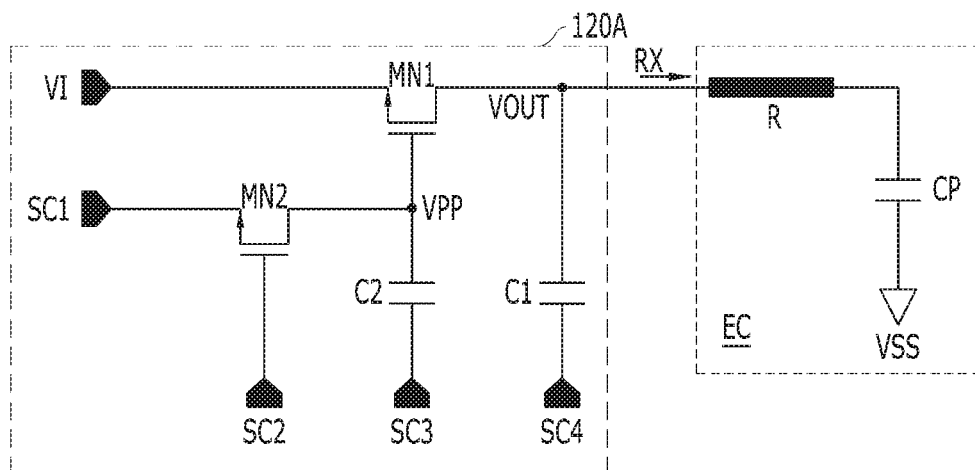 120A
RX
VI
MN1
VOUT
R
SC1
MN2
VPP
CP
C2
C1
EC
VSS
SC2
SC3
SC4